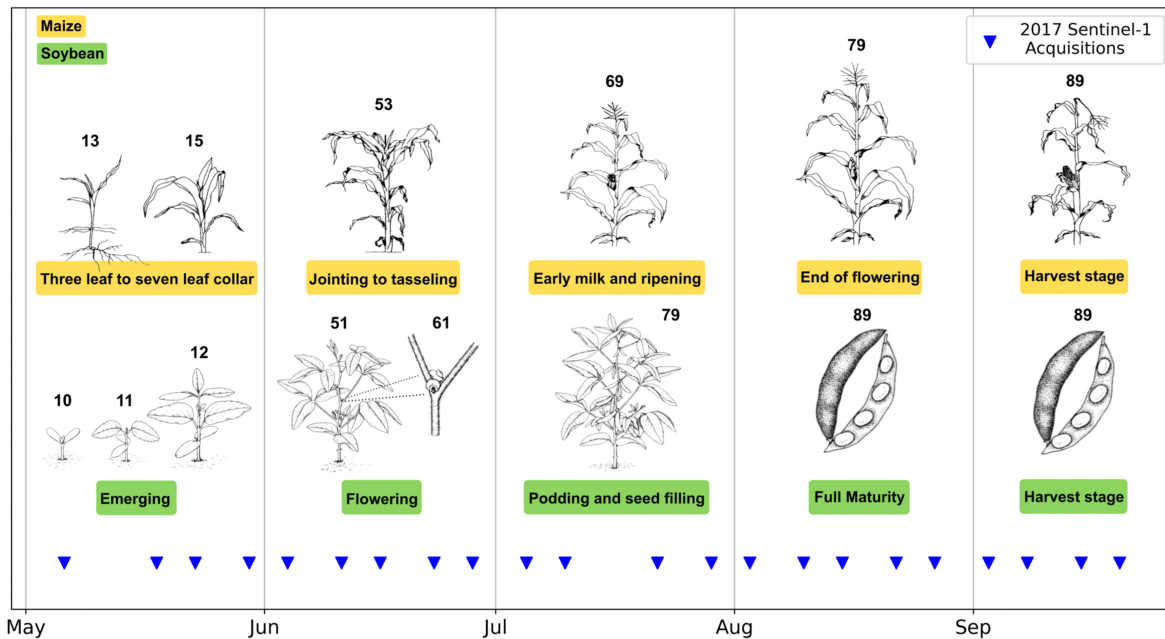 Maize
Soybean
2017 Sentinel-1
Acquisitions
13
15
53
69
79
89
Three leaf to seven leaf collar
Jointing to tasseling
Early milk and ripening
End of flowering
Harvest stage
10
11
12
51
61
79
89
89
Emerging
Flowering
Podding and seed filling
Full Maturity
Harvest stage
May
Jun
Jul
Aug
Sep